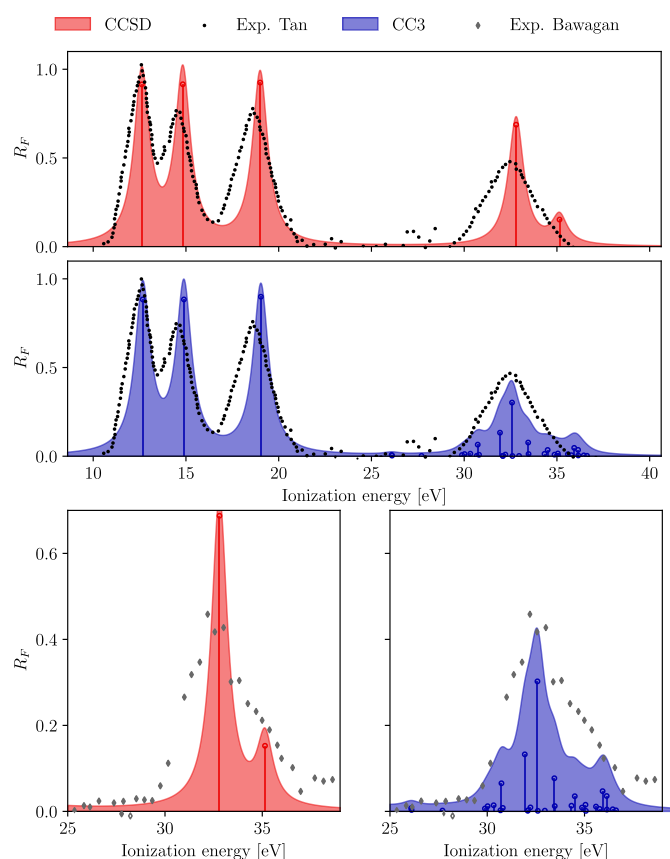 CCSD Exp. Tan CC3 Exp. Bawagan
1.0
0.5
0.0
R_F
1.0
0.5
0.0
R_F
10 15 20 25 30 35 40
Ionization energy [eV]
0.6
0.4
0.2
0.0
R_F
25 30 35 25 30 35
Ionization energy [eV] Ionization energy [eV]